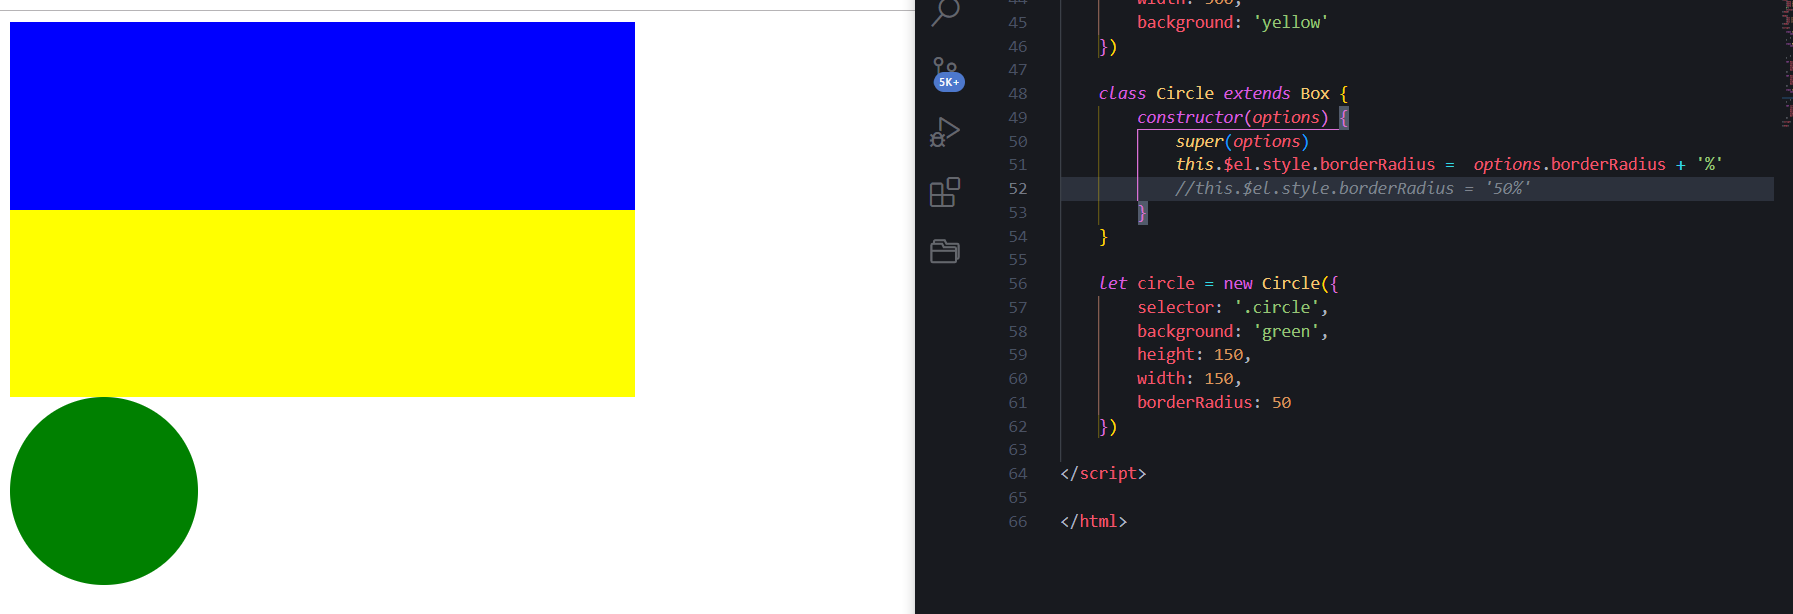 44 width: 500,
45 background: 'yellow'
46 })
47
5K+
48 class Circle extends Box {
49 constructor(options) {
50 super(options)
51 this.$el.style.borderRadius =  options.borderRadius + '%'
52 //this.$el.style.borderRadius = '50%'
53 }
54 }
55
56 let circle = new Circle({
57 selector: '.circle',
58 background: 'green',
59 height: 150,
60 width: 150,
61 borderRadius: 50
62 })
63
64 </script>
65
66 </html>